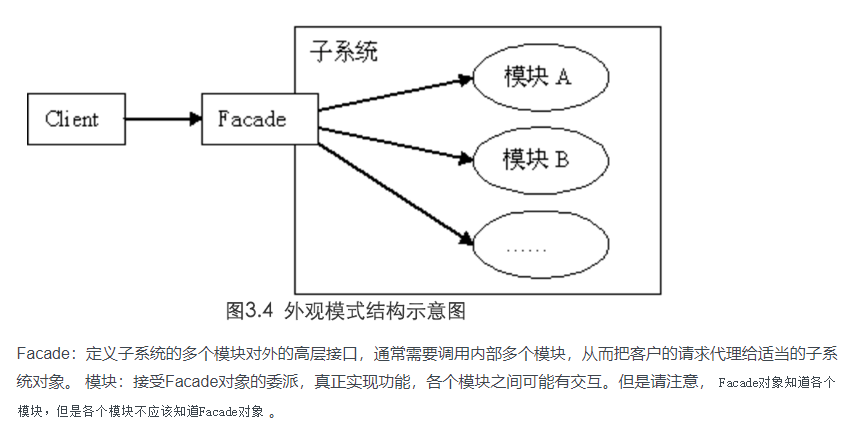 子系统
模块 A
Client
Facade
模块 B
......
图3.4 外观模式结构示意图
Facade：定义子系统的多个模块对外的高层接口，通常需要调用内部多个模块，从而把客户的请求代理给适当的子系
统对象。 模块：接受Facade对象的委派，真正实现功能，各个模块之间可能有交互。但是请注意， Facade对象知道各个
模块，但是各个模块不应该知道Facade对象 。